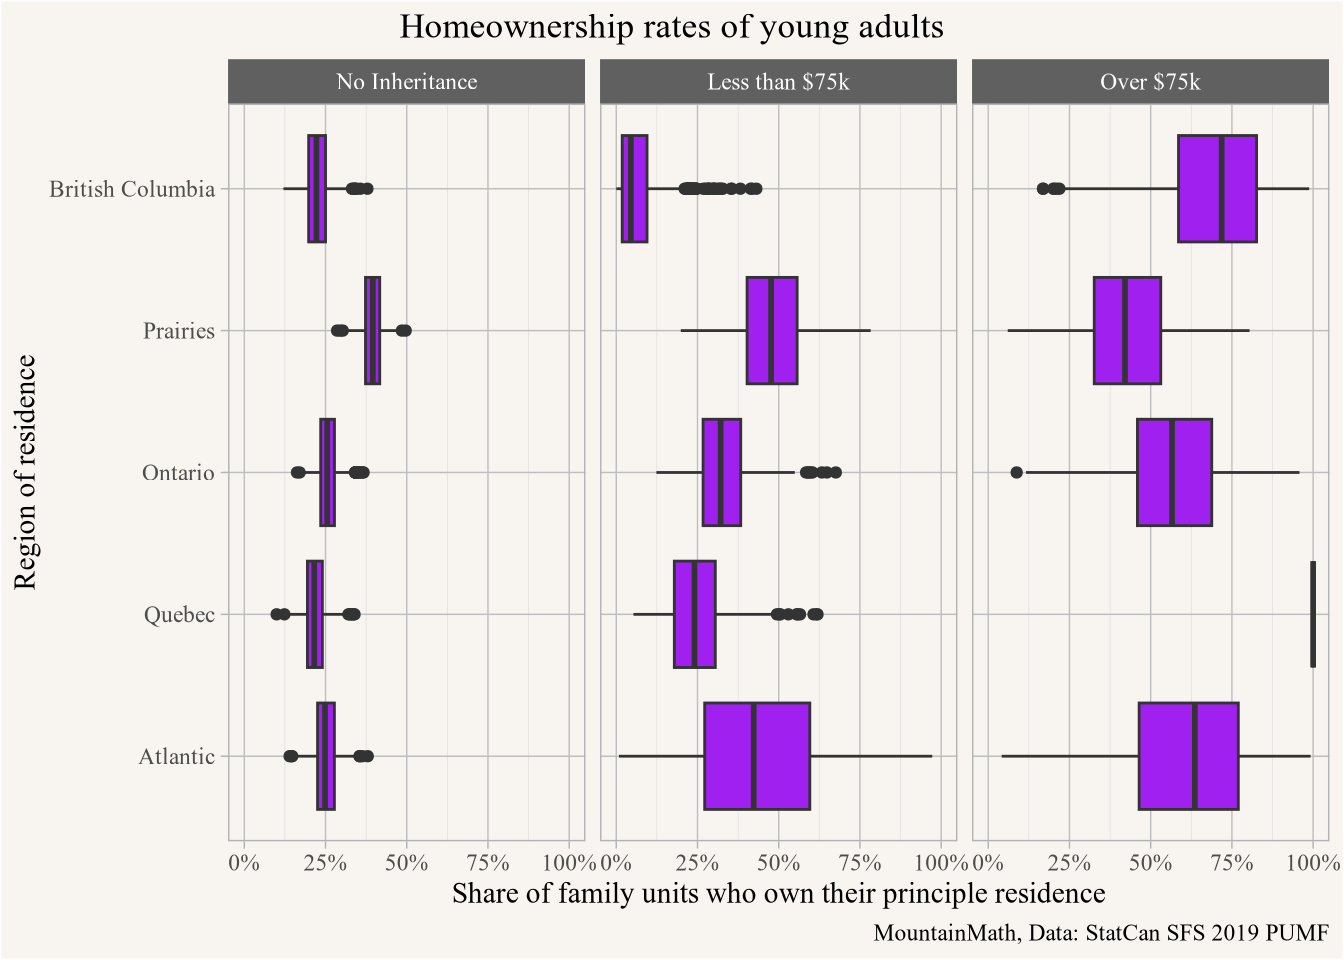 Homeownership rates of young adults
No Inheritance Less than $75k Over $75k
British Columbia
Prairies
Ontario
Quebec
Atlantic
Region of residence
0% 25% 50% 75% 100% 0% 25% 50% 75% 100% 0% 25% 50% 75% 100%
Share of family units who own their principle residence
MountainMath, Data: StatCan SFS 2019 PUMF